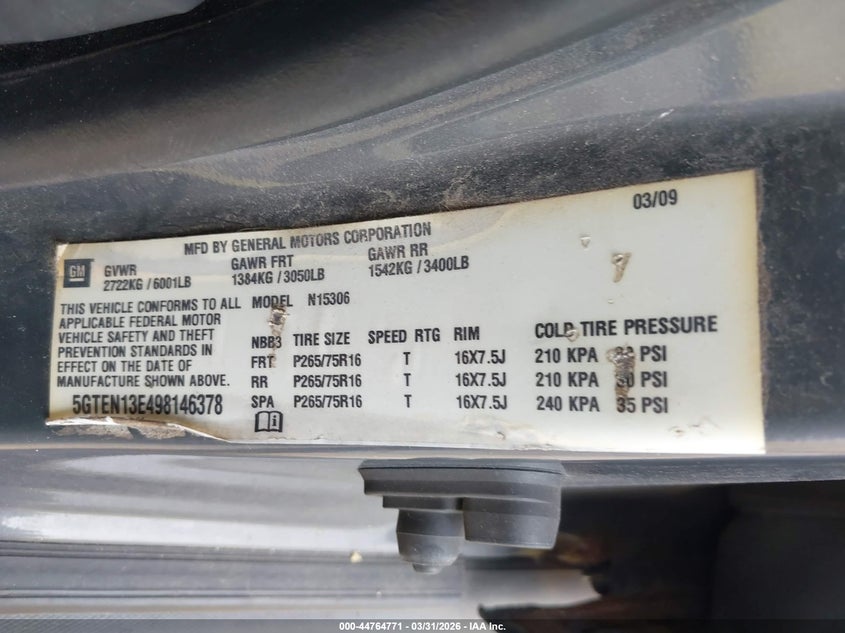 03/09
MFD BY GENERAL MOTORS CORPORATION
GM
GVWR GAWR FRT GAWR RR
2722KG / 6001LB 1384KG / 3050LB 1542KG / 3400LB
THIS VEHICLE CONFORMS TO ALL
APPLICABLE FEDERAL MOTOR
VEHICLE SAFETY AND THEFT
PREVENTION STANDARDS IN
EFFECT ON THE DATE OF
MANUFACTURE SHOWN ABOVE.
5GTEN13E498146378
MODEL N15306
NBB3 TIRE SIZE SPEED RTG RIM COLD TIRE PRESSURE
FRT P265/75R16 T 16X7.5J 210 KPA PSI
RR P265/75R16 T 16X7.5J 210 KPA 30 PSI
SPA P265/75R16 T 16X7.5J 240 KPA 35 PSI
000-44764771 - 03/31/2026 - IAA Inc.